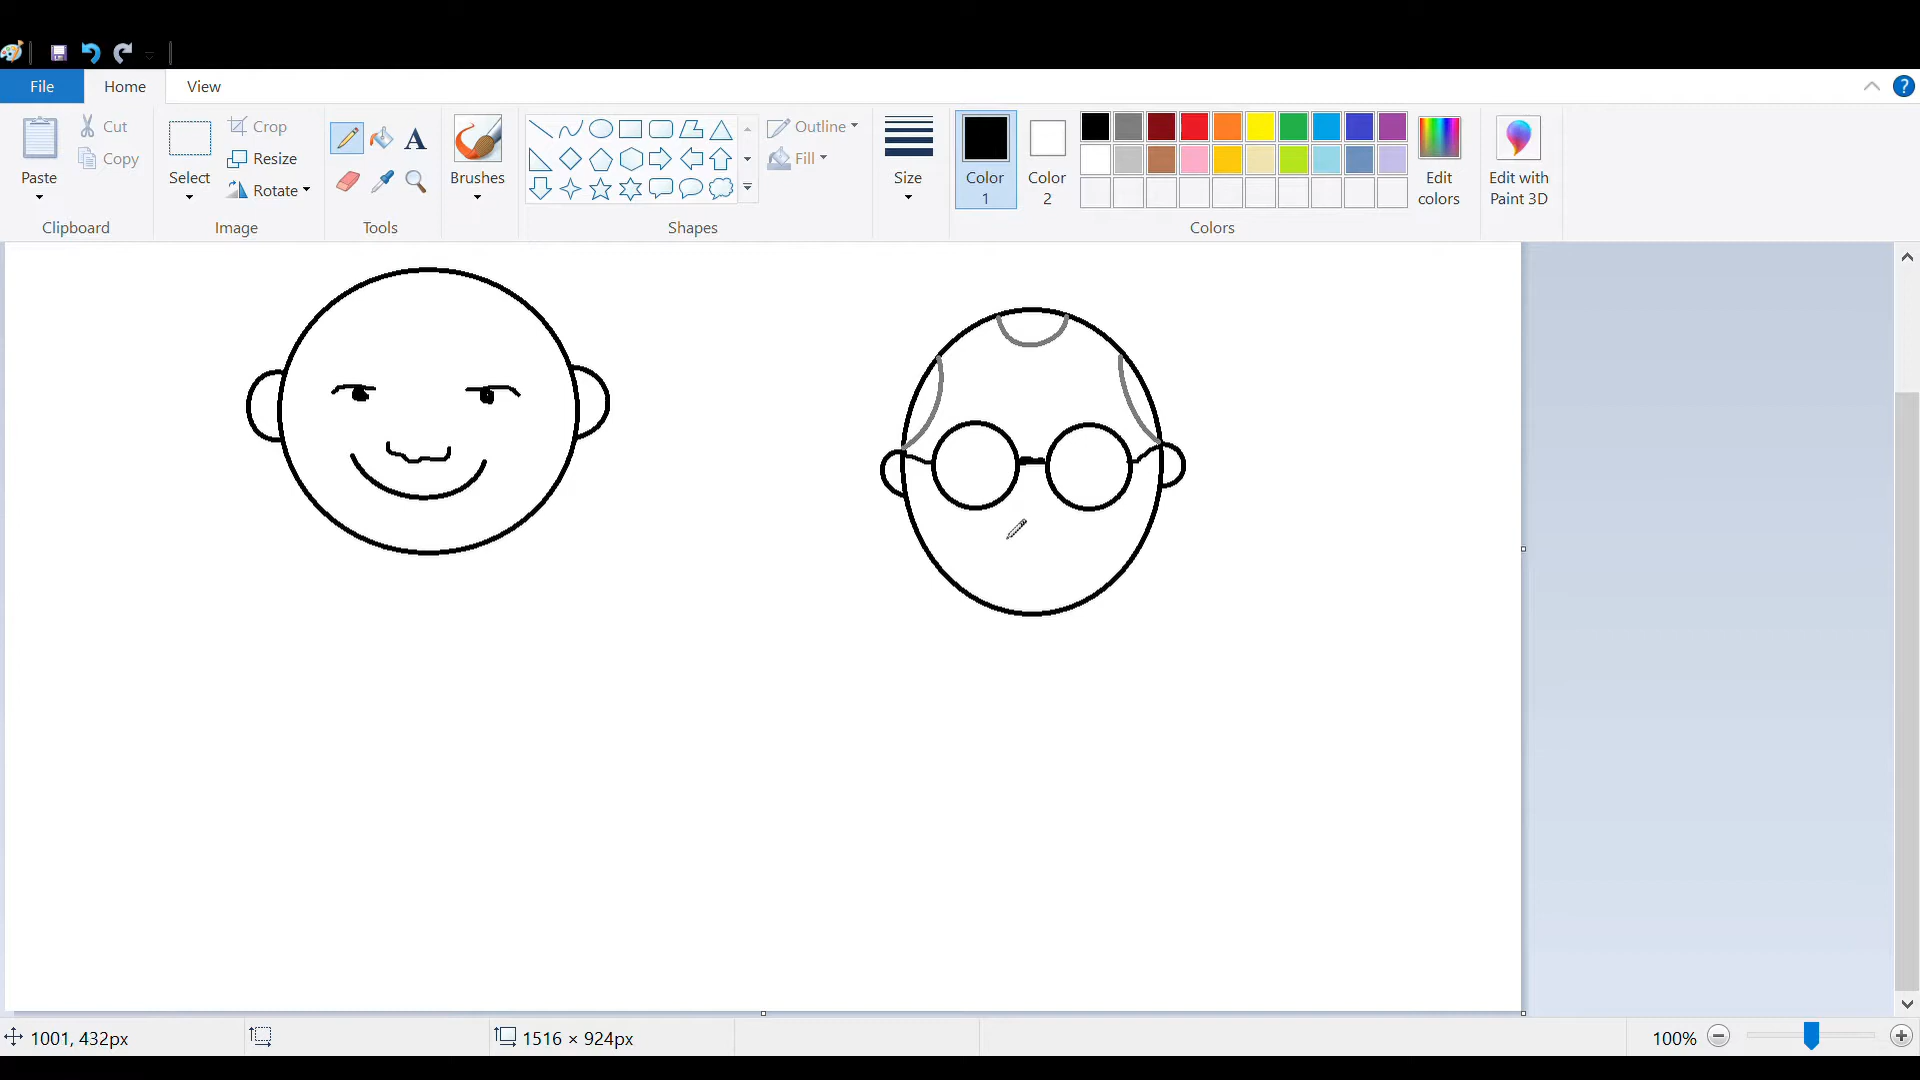 File Home View
Cut
Copy
Paste
Crop
Resize
Rotate
Select
A
Brushes
Outline
Fill
Size
Color
1
Color
2
Edit
colors
Edit with
Paint 3D
?
Clipboard Image Tools Shapes Colors
1001, 432px 1516 × 924px 100%